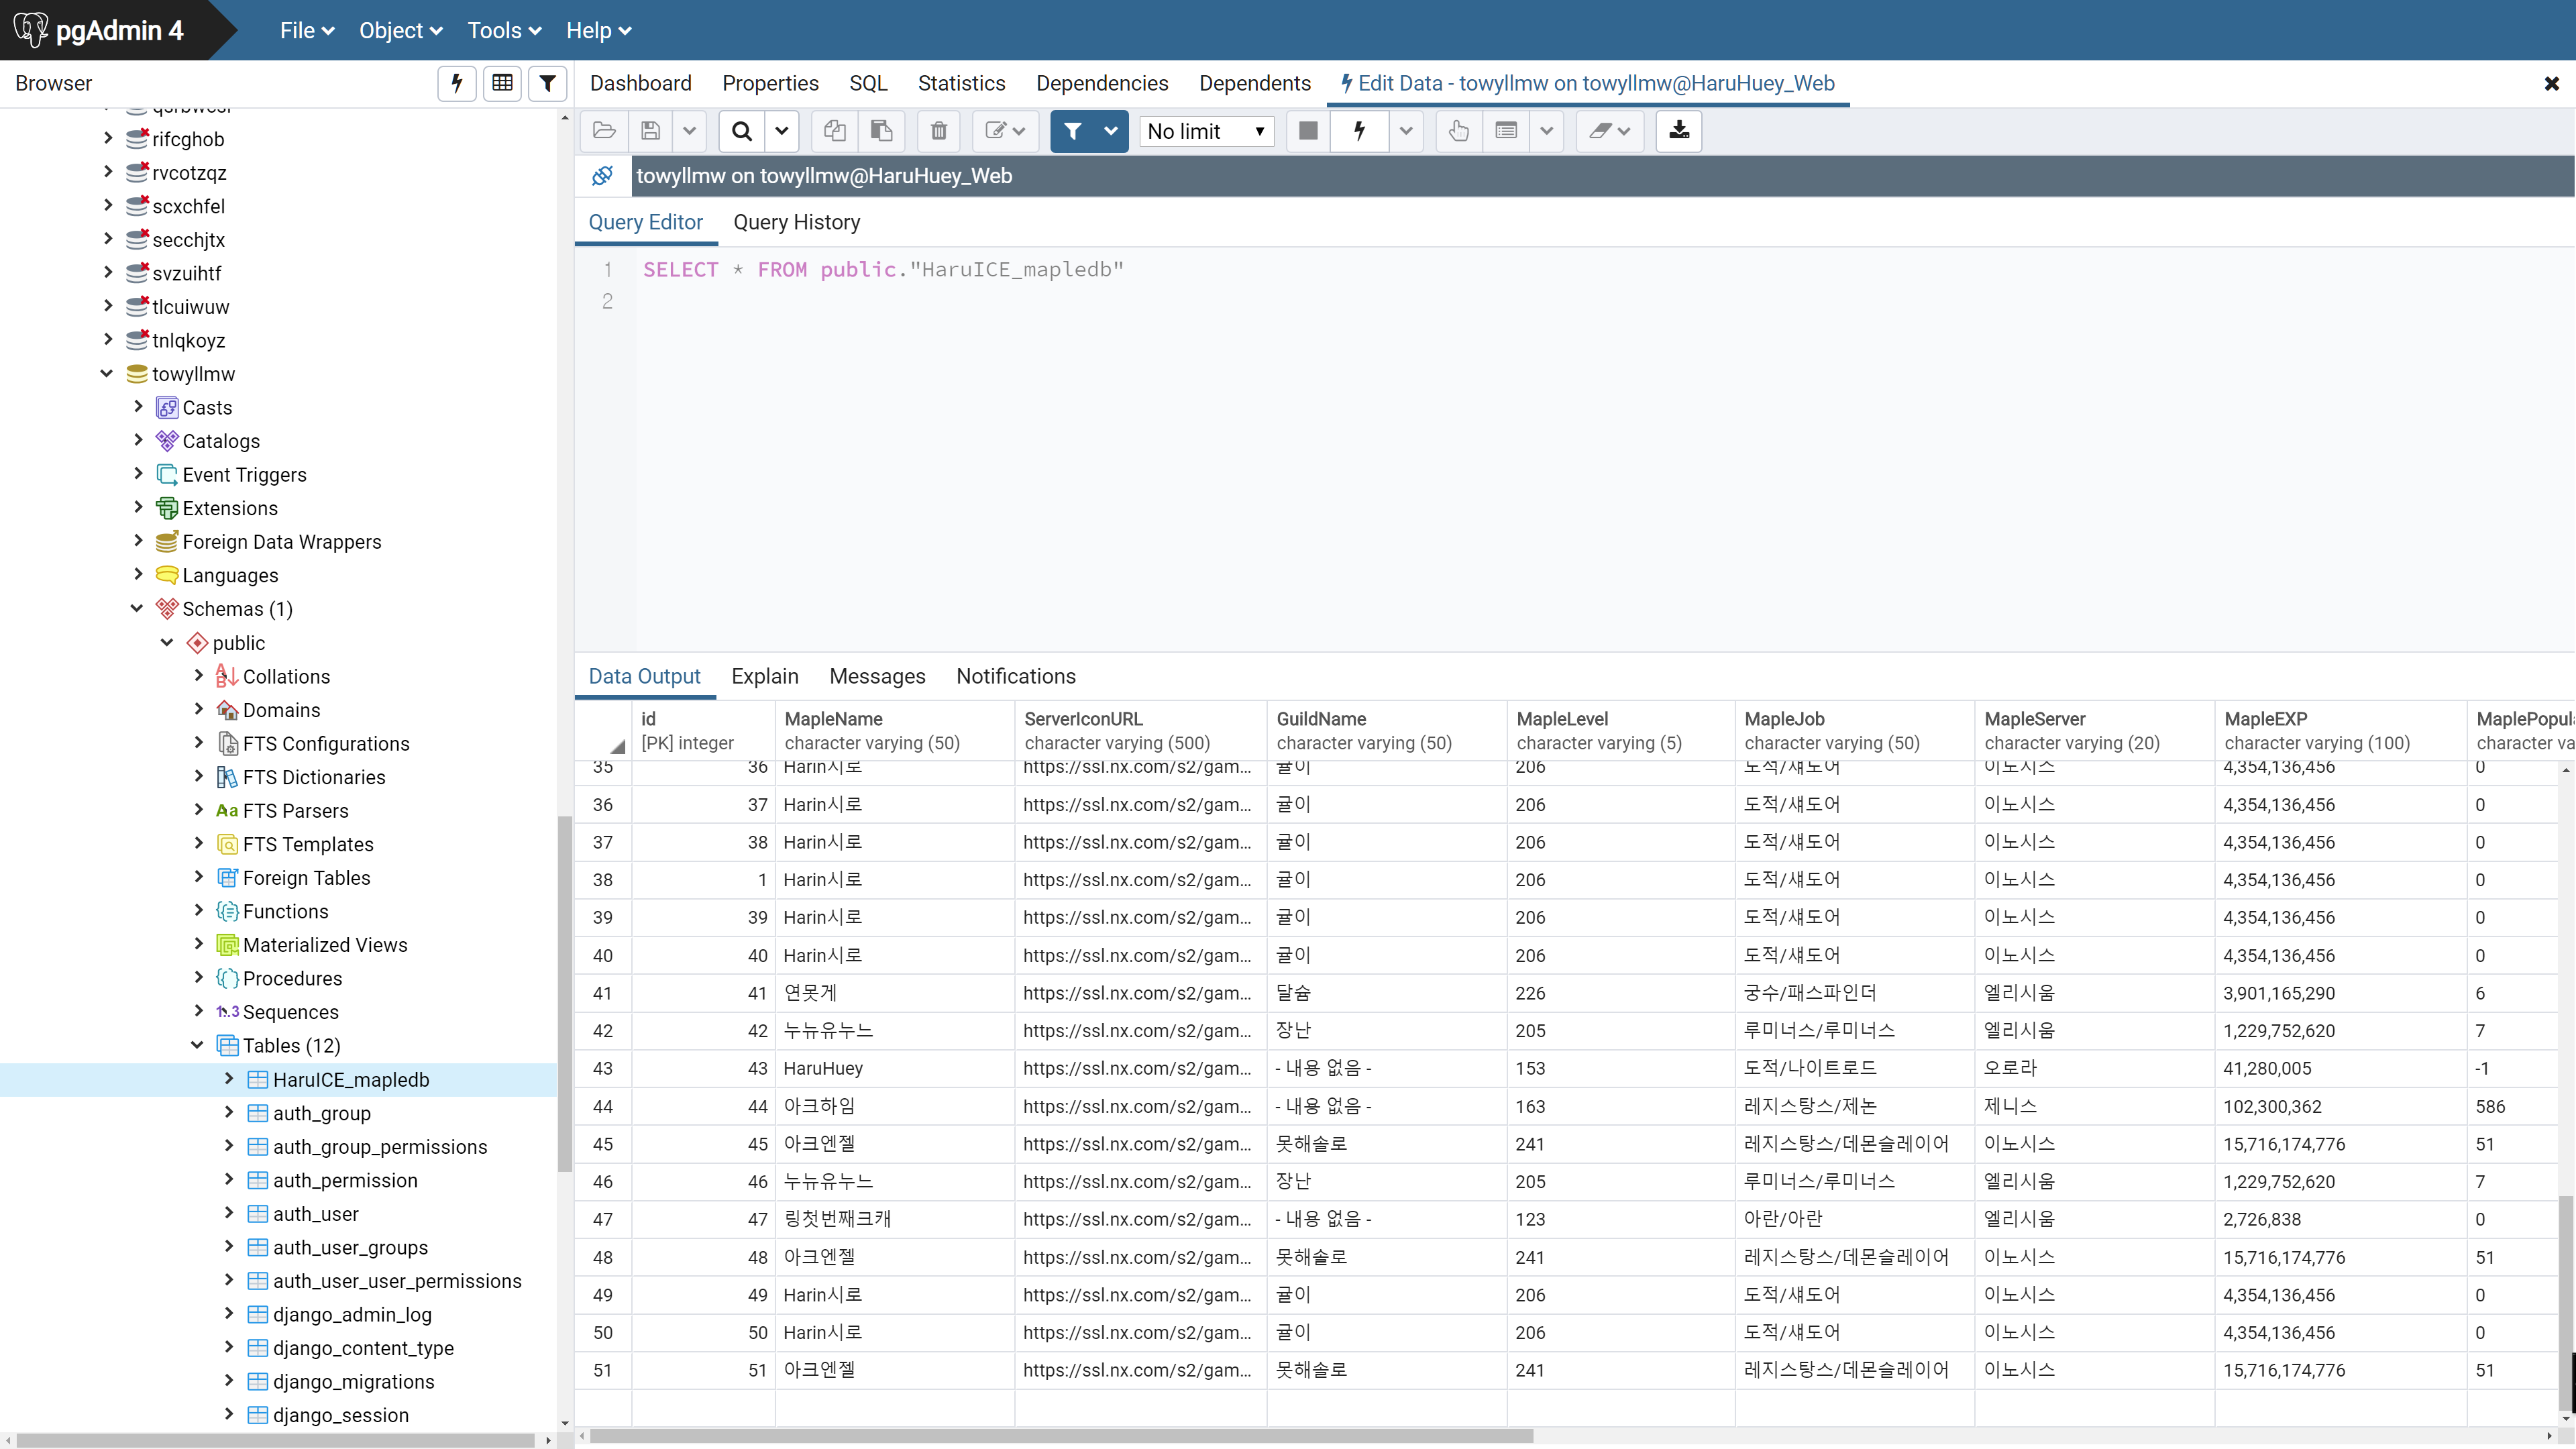 pgAdmin 4 File Object Tools Help
Browser
Dashboard Properties SQL Statistics Dependencies Dependents Edit Data - towyllmw on towyllmw@HaruHuey_Web
No limit
towyllmw on towyllmw@HaruHuey_Web
Query Editor Query History
1 SELECT * FROM public."HaruICE_mapledb"
2
rifcghob
rvcotzqz
scxchfel
secchjtx
svzuihtf
tlcuiwuw
tnlqkoyz
towyllmw
Casts
Catalogs
Event Triggers
Extensions
Foreign Data Wrappers
Languages
Schemas (1)
public
Collations
Domains
FTS Configurations
FTS Dictionaries
Aa FTS Parsers
FTS Templates
Foreign Tables
Functions
Materialized Views
Procedures
1..3 Sequences
Tables (12)
HaruICE_mapledb
auth_group
auth_group_permissions
auth_permission
auth_user
auth_user_groups
auth_user_user_permissions
django_admin_log
django_content_type
django_migrations
django_session
Data Output Explain Messages Notifications
id MapleName ServerIconURL GuildName MapleLevel MapleJob MapleServer MapleEXP
[PK] integer character varying (50) character varying (500) character varying (50) character varying (5) character varying (50) character varying (20) character varying (100) character
35 36 Harin시로 https://ssl.nx.com/s2/gam... 귤이 206 도적/섀도어 이노시스 4,354,136,456 0
36 37 Harin시로 https://ssl.nx.com/s2/gam... 귤이 206 도적/섀도어 이노시스 4,354,136,456 0
37 38 Harin시로 https://ssl.nx.com/s2/gam... 귤이 206 도적/섀도어 이노시스 4,354,136,456 0
38 1 Harin시로 https://ssl.nx.com/s2/gam... 귤이 206 도적/섀도어 이노시스 4,354,136,456 0
39 39 Harin시로 https://ssl.nx.com/s2/gam... 귤이 206 도적/섀도어 이노시스 4,354,136,456 0
40 40 Harin시로 https://ssl.nx.com/s2/gam... 귤이 206 도적/섀도어 이노시스 4,354,136,456 0
41 41 연못게 https://ssl.nx.com/s2/gam... 달슘 226 궁수/패스파인더 엘리시움 3,901,165,290 6
42 42 누뉴유누느 https://ssl.nx.com/s2/gam... 장난 205 루미너스/루미너스 엘리시움 1,229,752,620 7
43 43 HaruHuey https://ssl.nx.com/s2/gam... - 내용 없음 - 153 도적/나이트로드 오로라 41,280,005 -1
44 44 아크하임 https://ssl.nx.com/s2/gam... - 내용 없음 - 163 레지스탕스/제논 제니스 102,300,362 586
45 45 아크엔젤 https://ssl.nx.com/s2/gam... 못해솔로 241 레지스탕스/데몬슬레이어 이노시스 15,716,174,776 51
46 46 누뉴유누느 https://ssl.nx.com/s2/gam... 장난 205 루미너스/루미너스 엘리시움 1,229,752,620 7
47 47 링첫번째크캐 https://ssl.nx.com/s2/gam... - 내용 없음 - 123 아란/아란 엘리시움 2,726,838 0
48 48 아크엔젤 https://ssl.nx.com/s2/gam... 못해솔로 241 레지스탕스/데몬슬레이어 이노시스 15,716,174,776 51
49 49 Harin시로 https://ssl.nx.com/s2/gam... 귤이 206 도적/섀도어 이노시스 4,354,136,456 0
50 50 Harin시로 https://ssl.nx.com/s2/gam... 귤이 206 도적/섀도어 이노시스 4,354,136,456 0
51 51 아크엔젤 https://ssl.nx.com/s2/gam... 못해솔로 241 레지스탕스/데몬슬레이어 이노시스 15,716,174,776 51